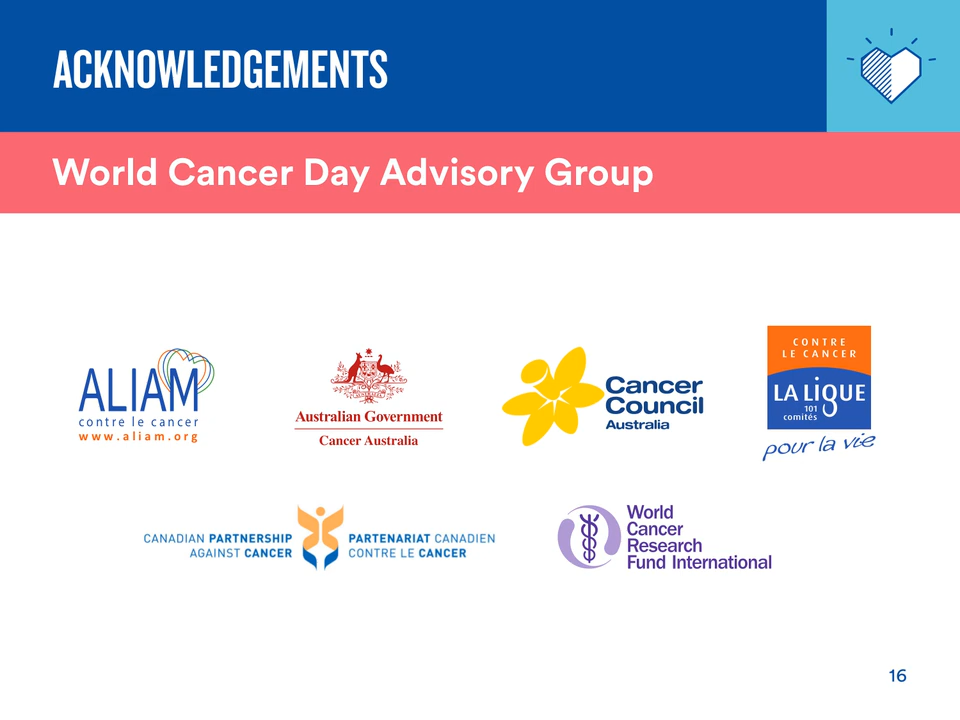 ACKNOWLEDGEMENTS
World Cancer Day Advisory Group
ALIAM
contre le cancer
www.aliam.org
Australian Government
Cancer Australia
Cancer
Council
Australia
CONTRE
LE CANCER
LA LIGUE
101
comités
pour la vie
CANADIAN PARTNERSHIP
AGAINST CANCER
PARTENARIAT CANADIEN
CONTRE LE CANCER
World
Cancer
Research
Fund International
16